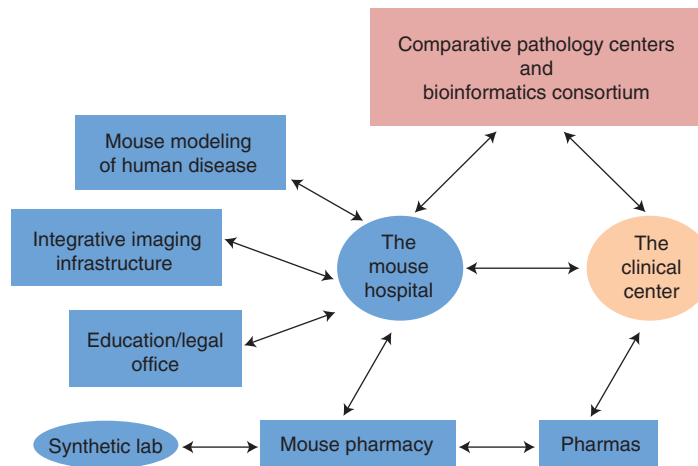 Comparative pathology centers
and
bioinformatics consortium
Mouse modeling
of human disease
Integrative imaging
infrastructure
The
mouse
hospital
The
clinical
center
Education/legal
office
Synthetic lab
Mouse pharmacy
Pharmas